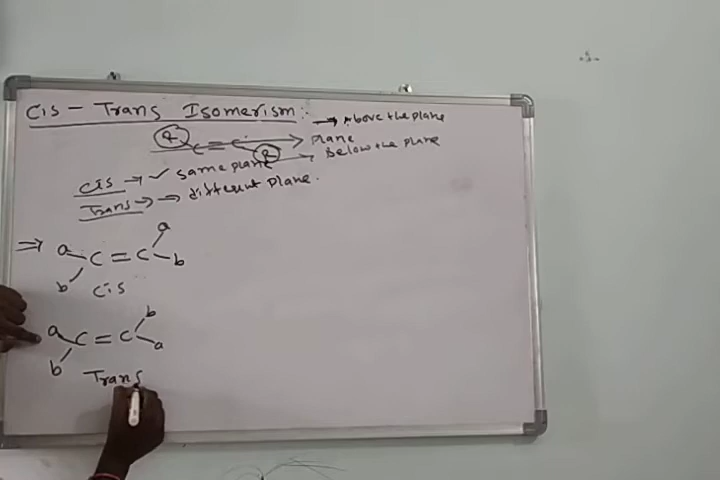 Cis - Trans Isomerism:
→ Above the plane
R C = C → Plane
R → Below the plane
Cis → ✓ same plane
Trans → → different plane.
⇒ a C = C a
b b
Cis
a C = C b
b a
Trans